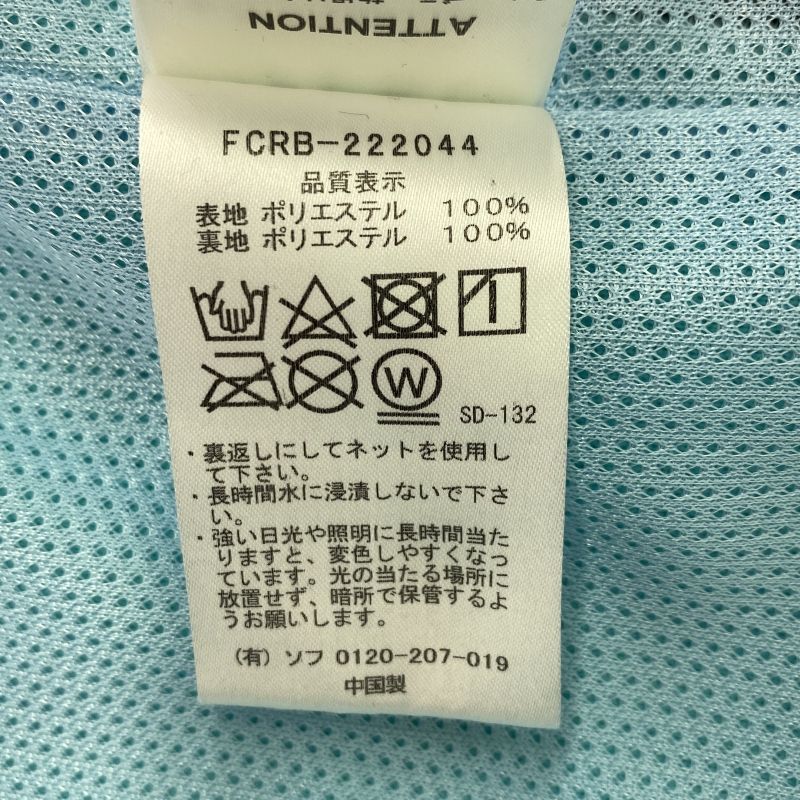 ATTENTION
FCRB-222044
品質表示
表地 ポリエステル 100%
裏地 ポリエステル 100%
W
SD-132
・裏返しにしてネットを使用し
て下さい。
・長時間水に浸漬しないで下さ
い。
・強い日光や照明に長時間当た
りますと、変色しやすくなっ
ています。光の当たる場所に
放置せず、暗所で保管するよ
うお願いします。
(有) ソフ 0120-207-019
中国製